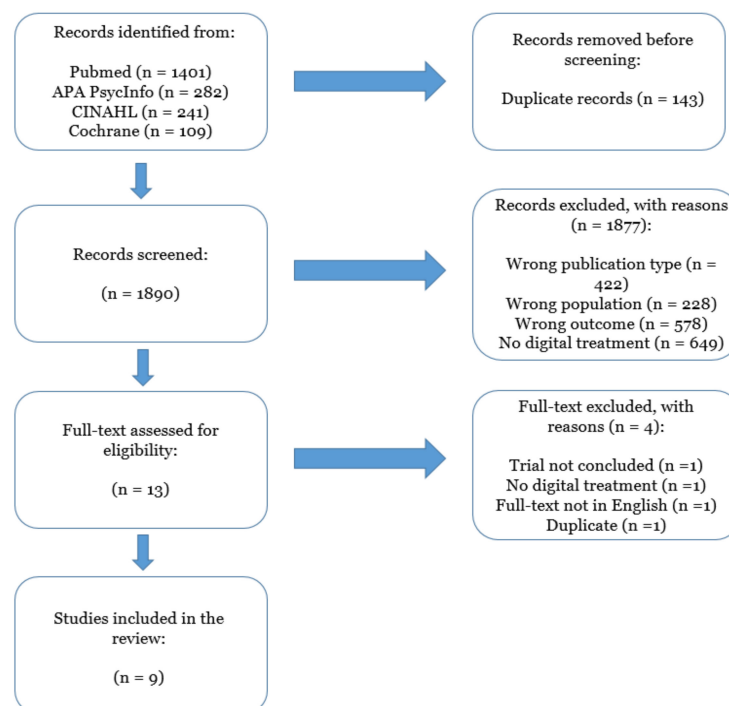 Records identified from:
Pubmed (n = 1401)
APA PsycInfo (n = 282)
CINAHL (n = 241)
Cochrane (n = 109)
Records removed before
screening:
Duplicate records (n = 143)
Records screened:
(n = 1890)
Records excluded, with reasons
(n = 1877):
Wrong publication type (n =
422)
Wrong population (n = 228)
Wrong outcome (n = 578)
No digital treatment (n = 649)
Full-text assessed for
eligibility:
(n = 13)
Full-text excluded, with
reasons (n = 4):
Trial not concluded (n =1)
No digital treatment (n =1)
Full-text not in English (n =1)
Duplicate (n =1)
Studies included in the
review:
(n = 9)